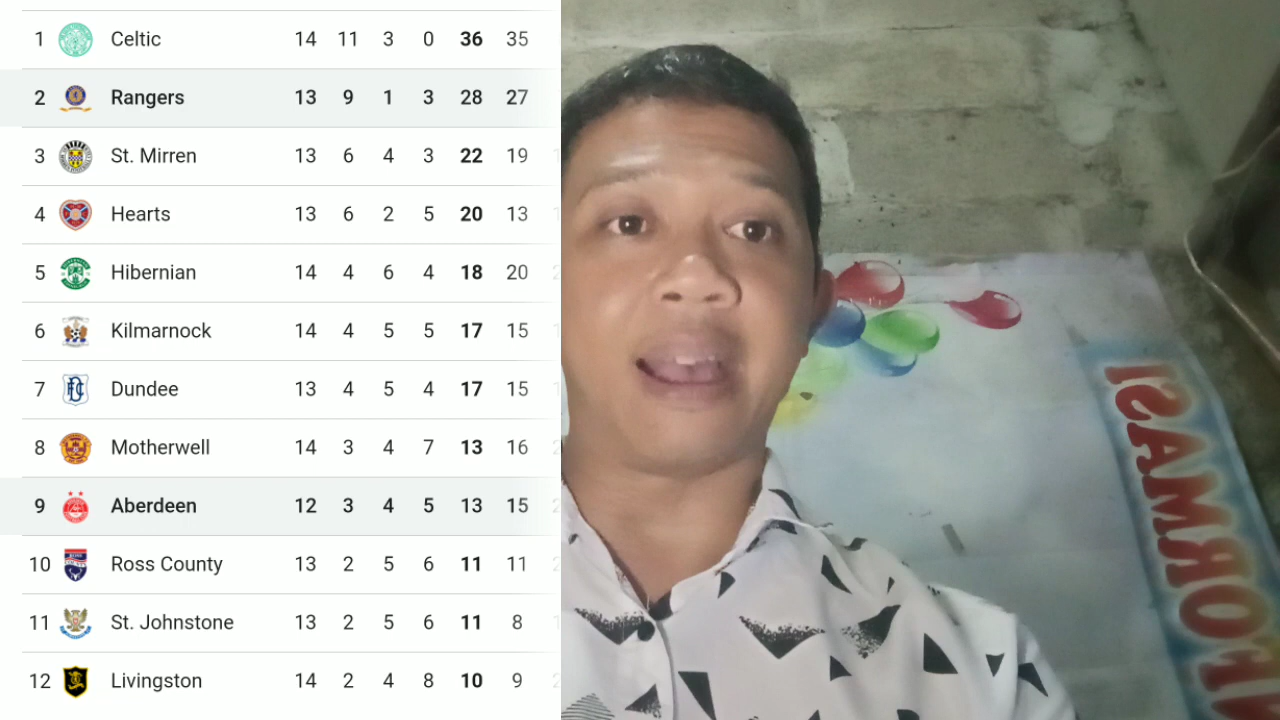 1 Celtic 14 11 3 0 36 35
2 Rangers 13 9 1 3 28 27
3 St. Mirren 13 6 4 3 22 19
4 Hearts 13 6 2 5 20 13
5 Hibernian 14 4 6 4 18 20
6 Kilmarnock 14 4 5 5 17 15
7 Dundee 13 4 5 4 17 15
8 Motherwell 14 3 4 7 13 16
9 Aberdeen 12 3 4 5 13 15
10 Ross County 13 2 5 6 11 11
11 St. Johnstone 13 2 5 6 11 8
12 Livingston 14 2 4 8 10 9